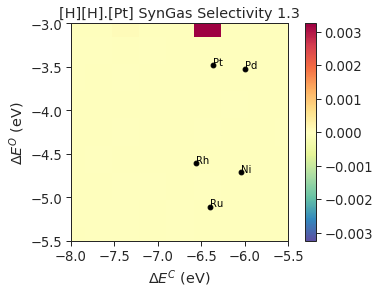 [H][H].[Pt] SynGas Selectivity 1.3
−3.0
−3.5
−4.0
−4.5
−5.0
−5.5
ΔE^O (eV)
Pt
Pd
Rh
Ni
Ru
−8.0 −7.5 −7.0 −6.5 −6.0 −5.5
ΔE^C (eV)
0.003
0.002
0.001
0.000
−0.001
−0.002
−0.003